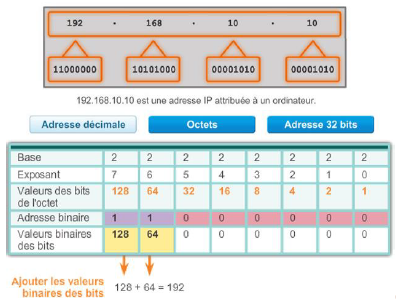 192 . 168 . 10 . 10
11000000 10101000 00001010 00001010
192.168.10.10 est une adresse IP attribuée à un ordinateur.
Adresse décimale Octets Adresse 32 bits
Base 2 2 2 2 2 2 2 2
Exposant 7 6 5 4 3 2 1 0
Valeurs des bits 128 64 32 16 8 4 2 1
de l'octet
Adresse binaire 1 1 0 0 0 0 0 0
Valeurs binaires 128 64 0 0 0 0 0 0
des bits
Ajouter les valeurs 128 + 64 = 192
binaires des bits